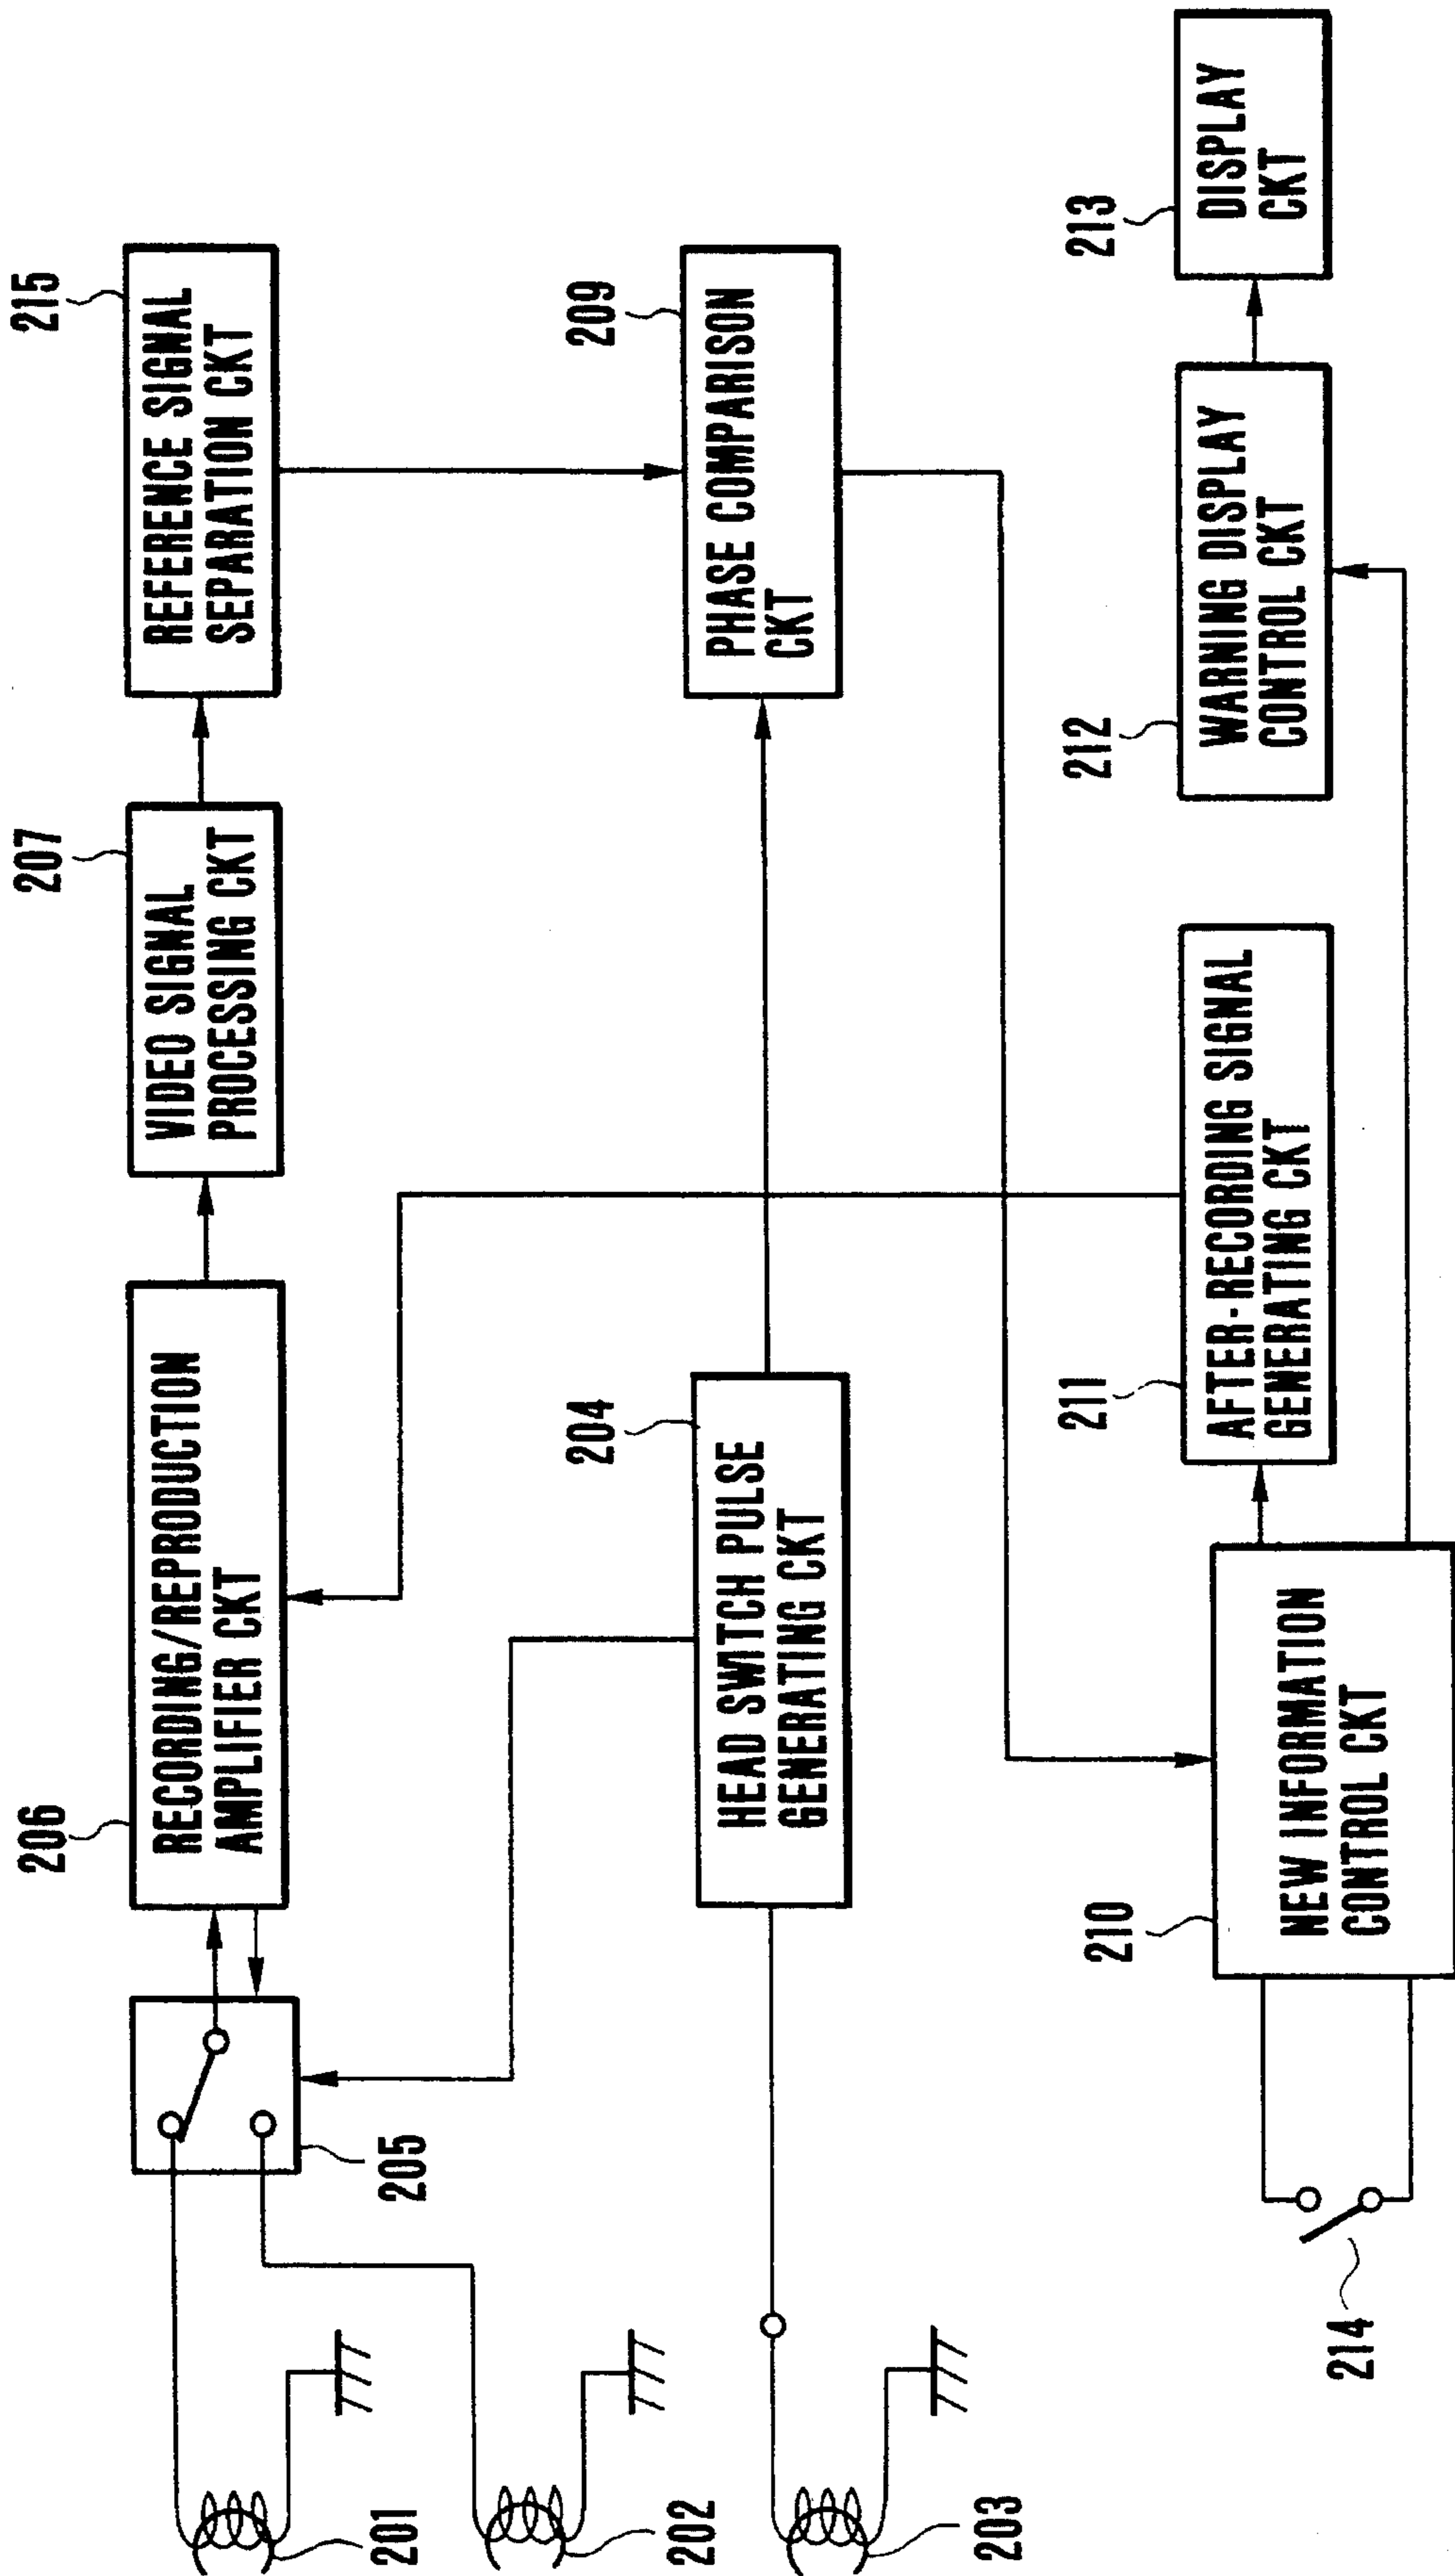 206
RECORDING/REPRODUCTION
AMPLIFIER CKT
207
VIDEO SIGNAL
PROCESSING CKT
215
REFERENCE SIGNAL
SEPARATION CKT
205
201
202
203
204
HEAD SWITCH PULSE
GENERATING CKT
209
PHASE COMPARISON
CKT
210
NEW INFORMATION
CONTROL CKT
211
AFTER-RECORDING SIGNAL
GENERATING CKT
212
WARNING DISPLAY
CONTROL CKT
213
DISPLAY
CKT
214